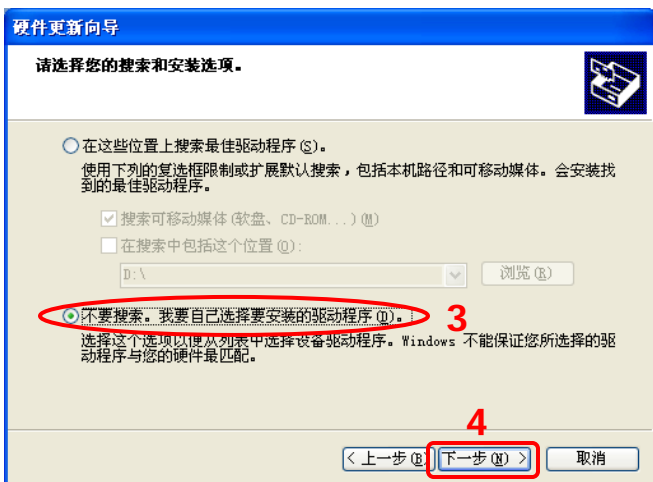 硬件更新向导
请选择您的搜索和安装选项。
在这些位置上搜索最佳驱动程序(S)。
使用下列的复选框限制或扩展默认搜索，包括本机路径和可移动媒体。会安装找
到的最佳驱动程序。
搜索可移动媒体(软盘、CD-ROM...)(M)
在搜索中包括这个位置(O):
D:\
浏览(R)
不要搜索。我要自己选择要安装的驱动程序(D)。
3
选择这个选项以便从列表中选择设备驱动程序。Windows 不能保证您所选择的驱
动程序与您的硬件最匹配。
4
< 上一步(B)
下一步(N) >
取消